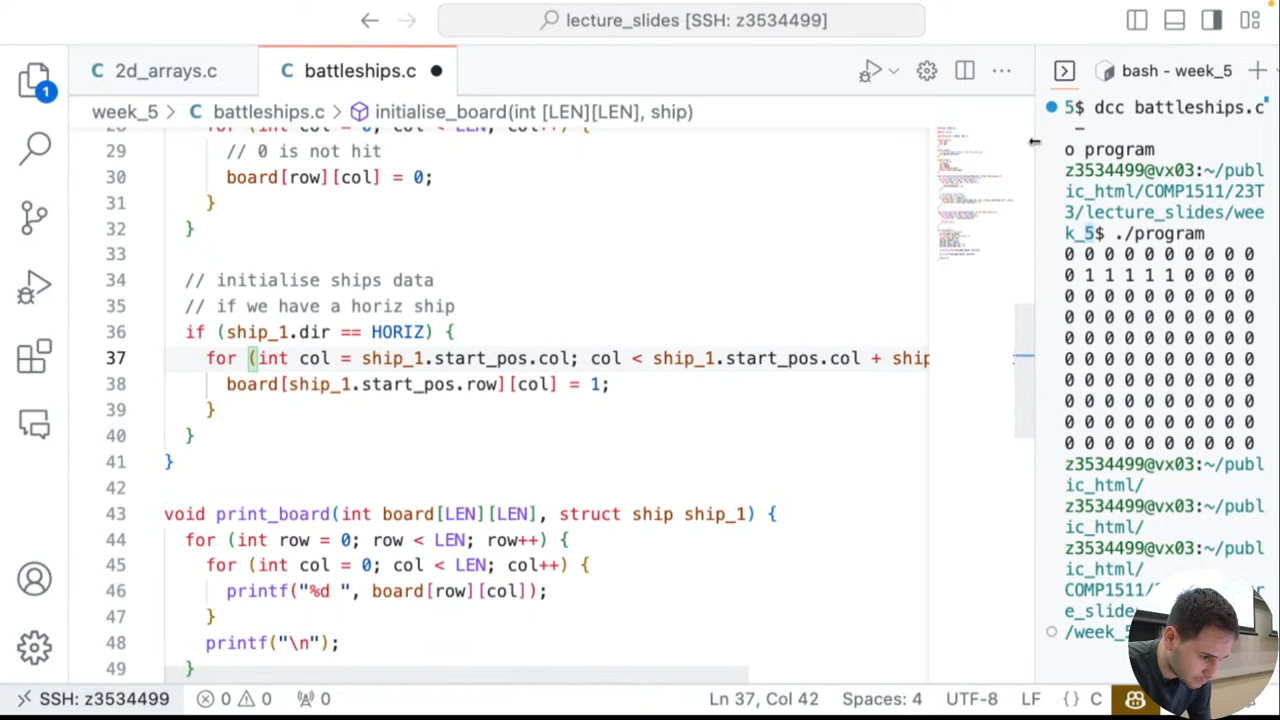 lecture_slides [SSH: z3534499]
C 2d_arrays.c
C battleships.c
bash - week_5
1
week_5 > C battleships.c > initialise_board(int [LEN][LEN], ship)
29 // 0 is not hit
30 board[row][col] = 0;
31 }
32 }
33
34 // initialise ships data
35 // if we have a horiz ship
36 if (ship_1.dir == HORIZ) {
37 for (int col = ship_1.start_pos.col; col < ship_1.start_pos.col + ship
38 board[ship_1.start_pos.row][col] = 1;
39 }
40 }
41 }
42
43 void print_board(int board[LEN][LEN], struct ship ship_1) {
44 for (int row = 0; row < LEN; row++) {
45 for (int col = 0; col < LEN; col++) {
46 printf("%d ", board[row][col]);
47 }
48 printf("\n");
49 }
5$ dcc battleships.c
o program
z3534499@vx03:~/publ
ic_html/COMP1511/23T
3/lecture_slides/wee
k_5$ ./program
0 0 0 0 0 0 0 0 0 0
0 1 1 1 1 1 0 0 0 0
0 0 0 0 0 0 0 0 0 0
0 0 0 0 0 0 0 0 0 0
0 0 0 0 0 0 0 0 0 0
0 0 0 0 0 0 0 0 0 0
0 0 0 0 0 0 0 0 0 0
0 0 0 0 0 0 0 0 0 0
0 0 0 0 0 0 0 0 0 0
0 0 0 0 0 0 0 0 0 0
z3534499@vx03:~/publ
ic_html/
z3534499@vx03:~/publ
ic_html/
z3534499@vx03:~/publ
ic_html/
/week_5
SSH: z3534499
0 0
0
Ln 37, Col 42
Spaces: 4
UTF-8
LF
{} C